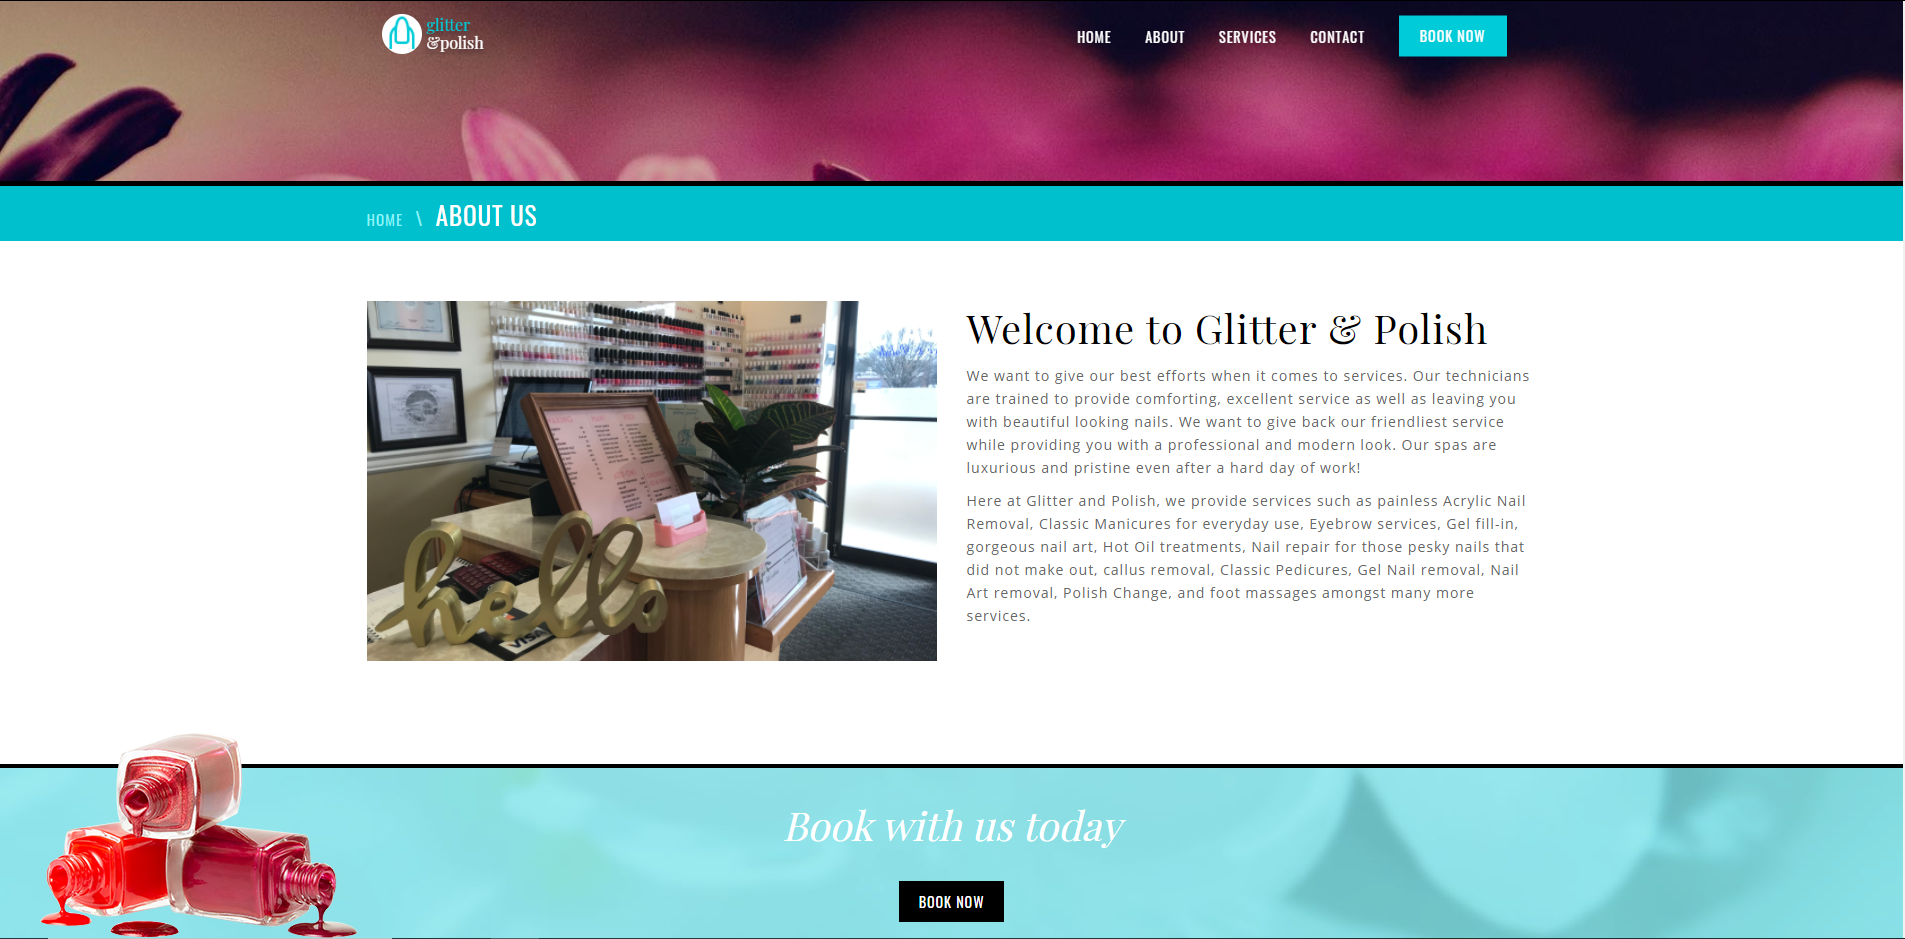 glitter
&polish
HOME ABOUT SERVICES CONTACT BOOK NOW
HOME \ ABOUT US
Welcome to Glitter & Polish
We want to give our best efforts when it comes to services. Our technicians
are trained to provide comforting, excellent service as well as leaving you
with beautiful looking nails. We want to give back our friendliest service
while providing you with a professional and modern look. Our spas are
luxurious and pristine even after a hard day of work!
Here at Glitter and Polish, we provide services such as painless Acrylic Nail
Removal, Classic Manicures for everyday use, Eyebrow services, Gel fill-in,
gorgeous nail art, Hot Oil treatments, Nail repair for those pesky nails that
did not make out, callus removal, Classic Pedicures, Gel Nail removal, Nail
Art removal, Polish Change, and foot massages amongst many more
services.
hello
VISA
Book with us today
BOOK NOW